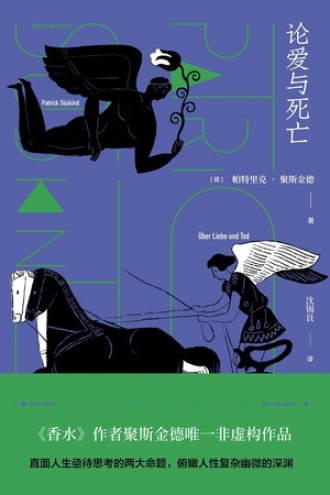 论爱与死亡
PATRICK
SÜSKIND
Patrick Süskind
[德]
帕特里克·聚斯金德
著
Über Liebe und Tod
沈锡良
译
《香水》作者聚斯金德唯一非虚构作品
直面人生亟待思考的两大命题，俯瞰人性复杂幽微的深渊